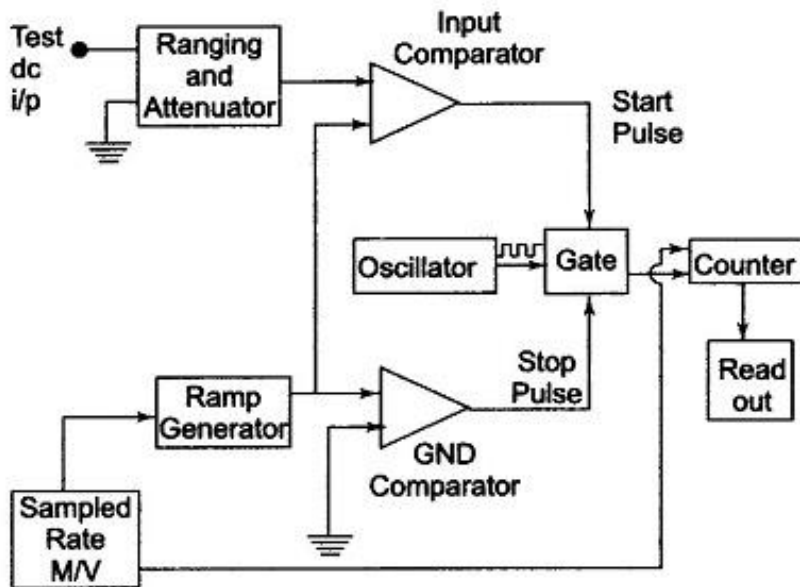 Test
dc
i/p
Ranging
and
Attenuator
Input
Comparator
Start
Pulse
Oscillator
Gate
Counter
Read
out
Stop
Pulse
Ramp
Generator
GND
Comparator
Sampled
Rate
M/V